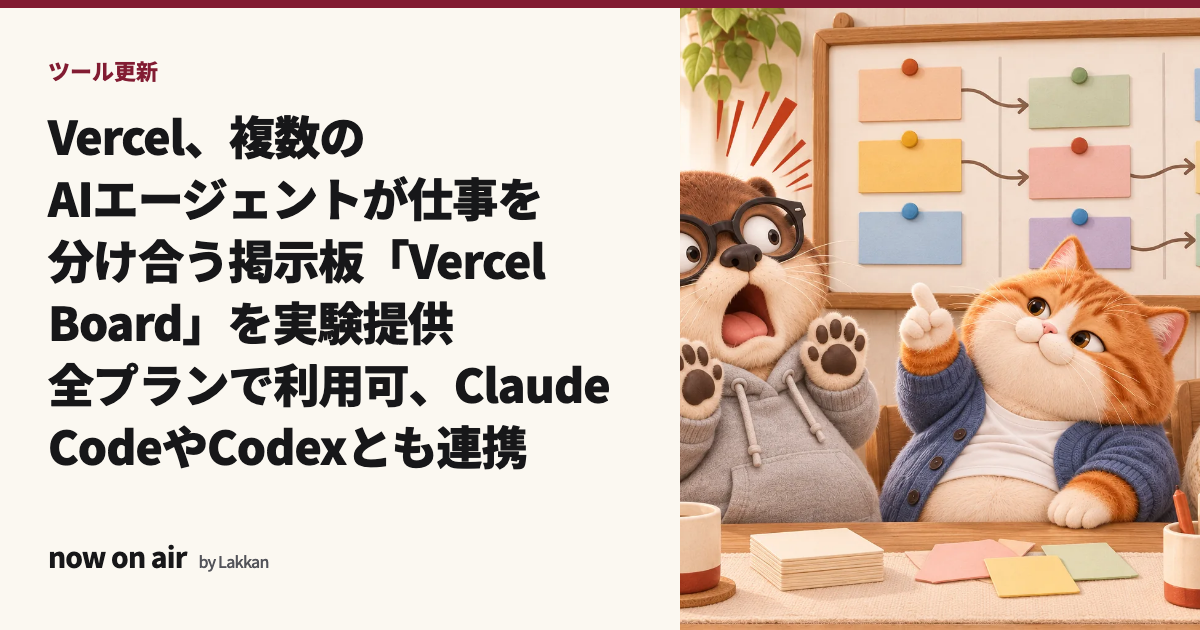 ツール更新
Vercel、複数の
AIエージェントが仕事を
分け合う掲示板「Vercel
Board」を実験提供
全プランで利用可、Claude
CodeやCodexとも連携
now on air by Lakkan